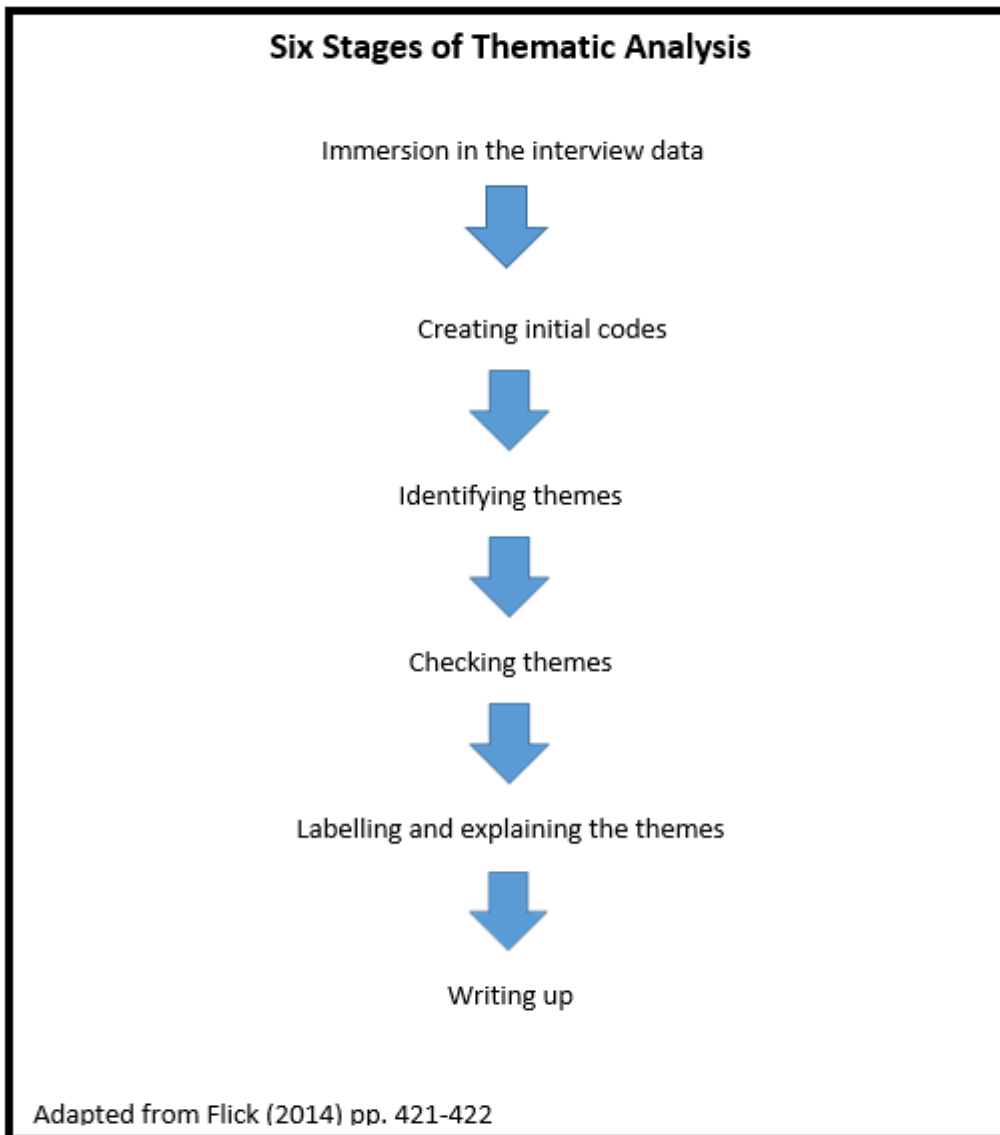 Six Stages of Thematic Analysis
Immersion in the interview data
Creating initial codes
Identifying themes
Checking themes
Labelling and explaining the themes
Writing up
Adapted from Flick (2014) pp. 421-422